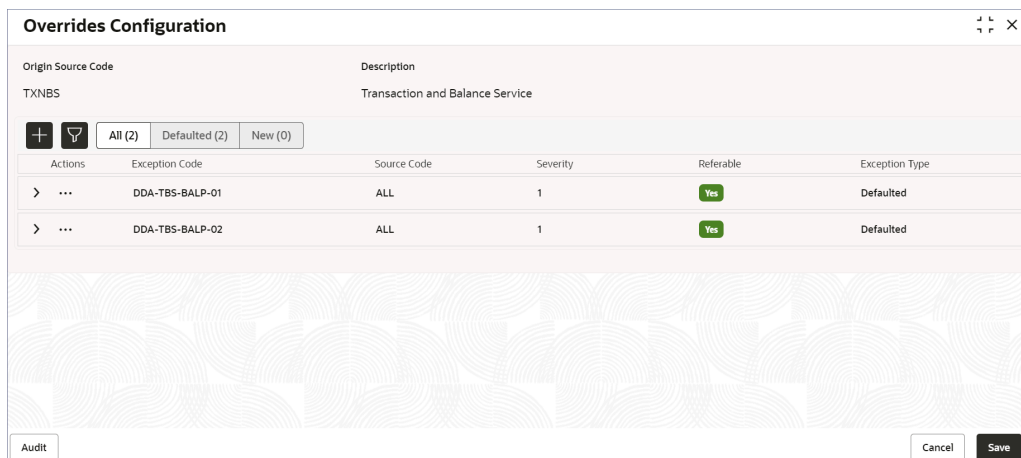 Overrides Configuration
Origin Source Code Description
TXNBS Transaction and Balance Service
All (2) Defaulted (2) New (0)
Actions Exception Code Source Code Severity Referable Exception Type
DDA-TBS-BALP-01 ALL 1 Yes Defaulted
DDA-TBS-BALP-02 ALL 1 Yes Defaulted
Audit Cancel Save